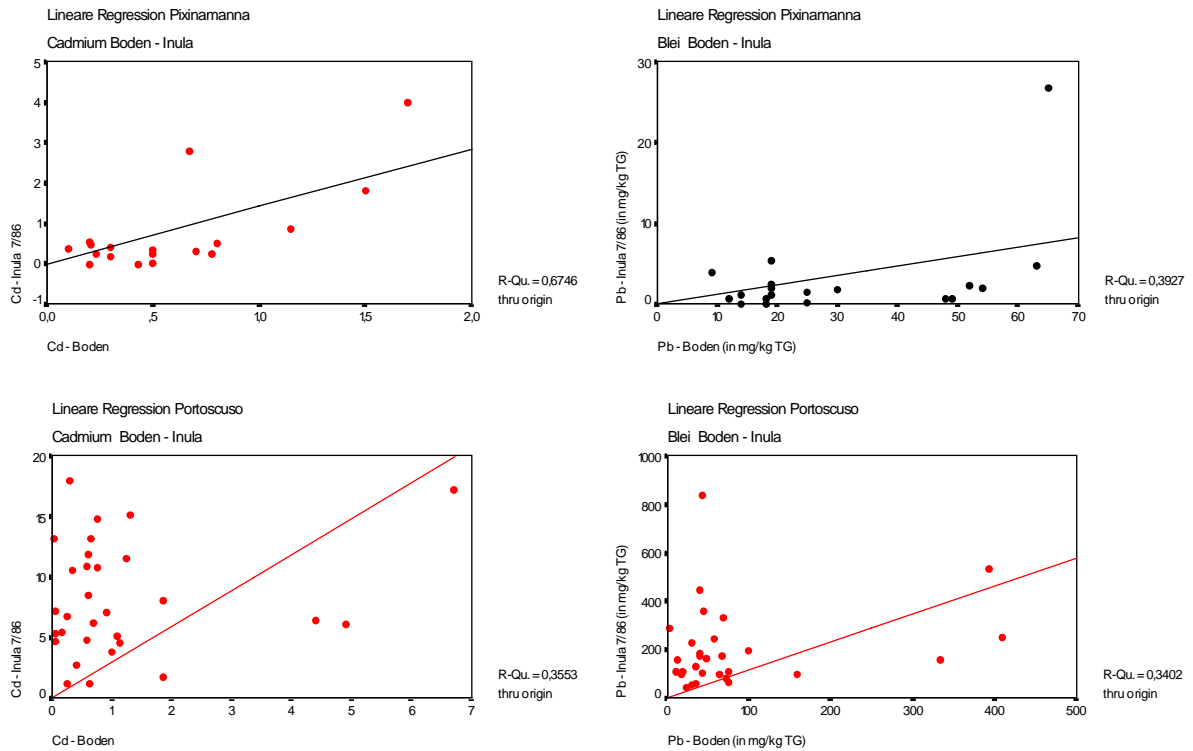 Lineare Regression Pixinamanna
Cadmium Boden - Inula
5
4
3
2
1
0
-1
Cd - Inula 7/86
0,0
,5
1,0
1,5
2,0
Cd - Boden
R-Qu. = 0,6746
thru origin
Lineare Regression Pixinamanna
Blei Boden - Inula
30
20
10
0
Pb - Inula 7/86 (in mg/kg TG)
0
10
20
30
40
50
60
70
Pb - Boden (in mg/kg TG)
R-Qu. = 0,3927
thru origin
Lineare Regression Portoscuso
Cadmium Boden - Inula
20
15
10
5
0
Cd - Inula 7/86
0
1
2
3
4
5
6
7
Cd - Boden
R-Qu. = 0,3553
thru origin
Lineare Regression Portoscuso
Blei Boden - Inula
1000
800
600
400
200
0
Pb - Inula 7/86 (in mg/kg TG)
0
100
200
300
400
500
Pb - Boden (in mg/kg TG)
R-Qu. = 0,3402
thru origin